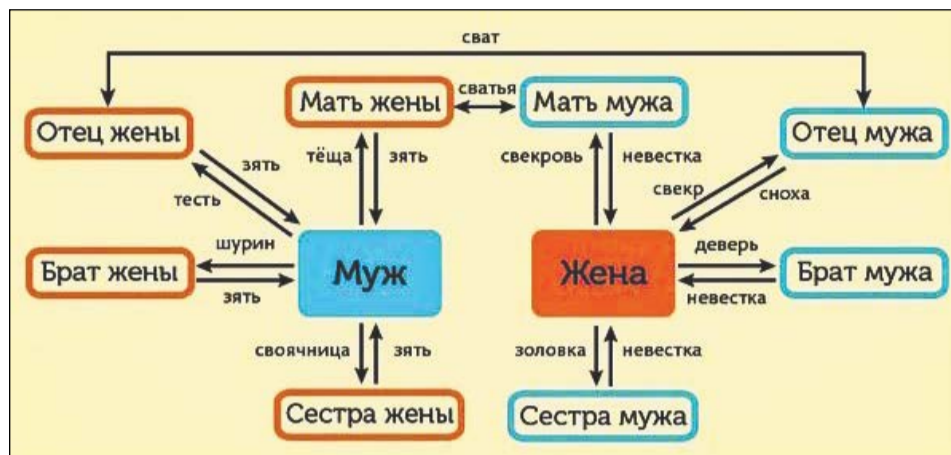 сват
Мать жены
сватья
Мать мужа
Отец жены
Отец мужа
зять
тёща
зять
свекровь
невестка
тесть
свекр
сноха
шурин
Муж
Жена
деверь
Брат жены
Брат мужа
зять
невестка
своячница
зять
золовка
невестка
Сестра жены
Сестра мужа